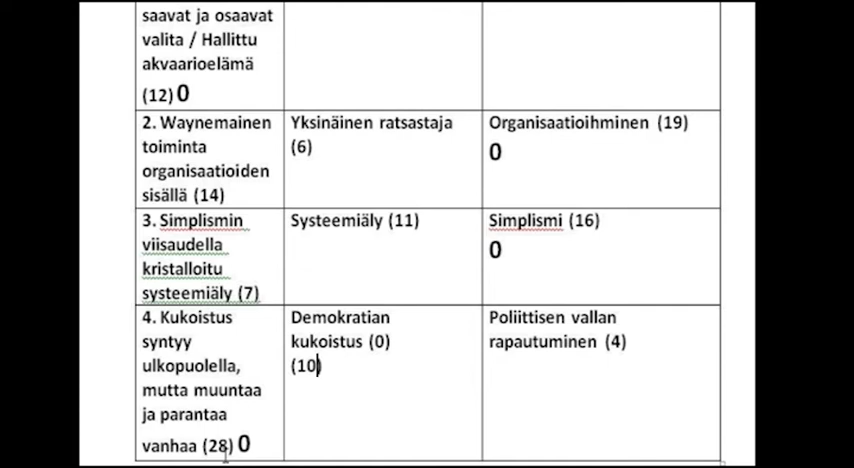 saavat ja osaavat
valita / Hallittu
akvaarioelämä
(12) 0
2. Waynemainen
toiminta
organisaatioiden
sisällä (14)
Yksinäinen ratsastaja
(6)
Organisaatioihminen (19)
0
3. Simplismin
viisaudella
kristalloitu
systeemiäly (7)
Systeemiäly (11)
Simplismi (16)
0
4. Kukoistus
syntyy
ulkopuolella,
mutta muuntaa
ja parantaa
vanhaa (28) 0
Demokratian
kukoistus (0)
(10)
Poliittisen vallan
rapautuminen (4)